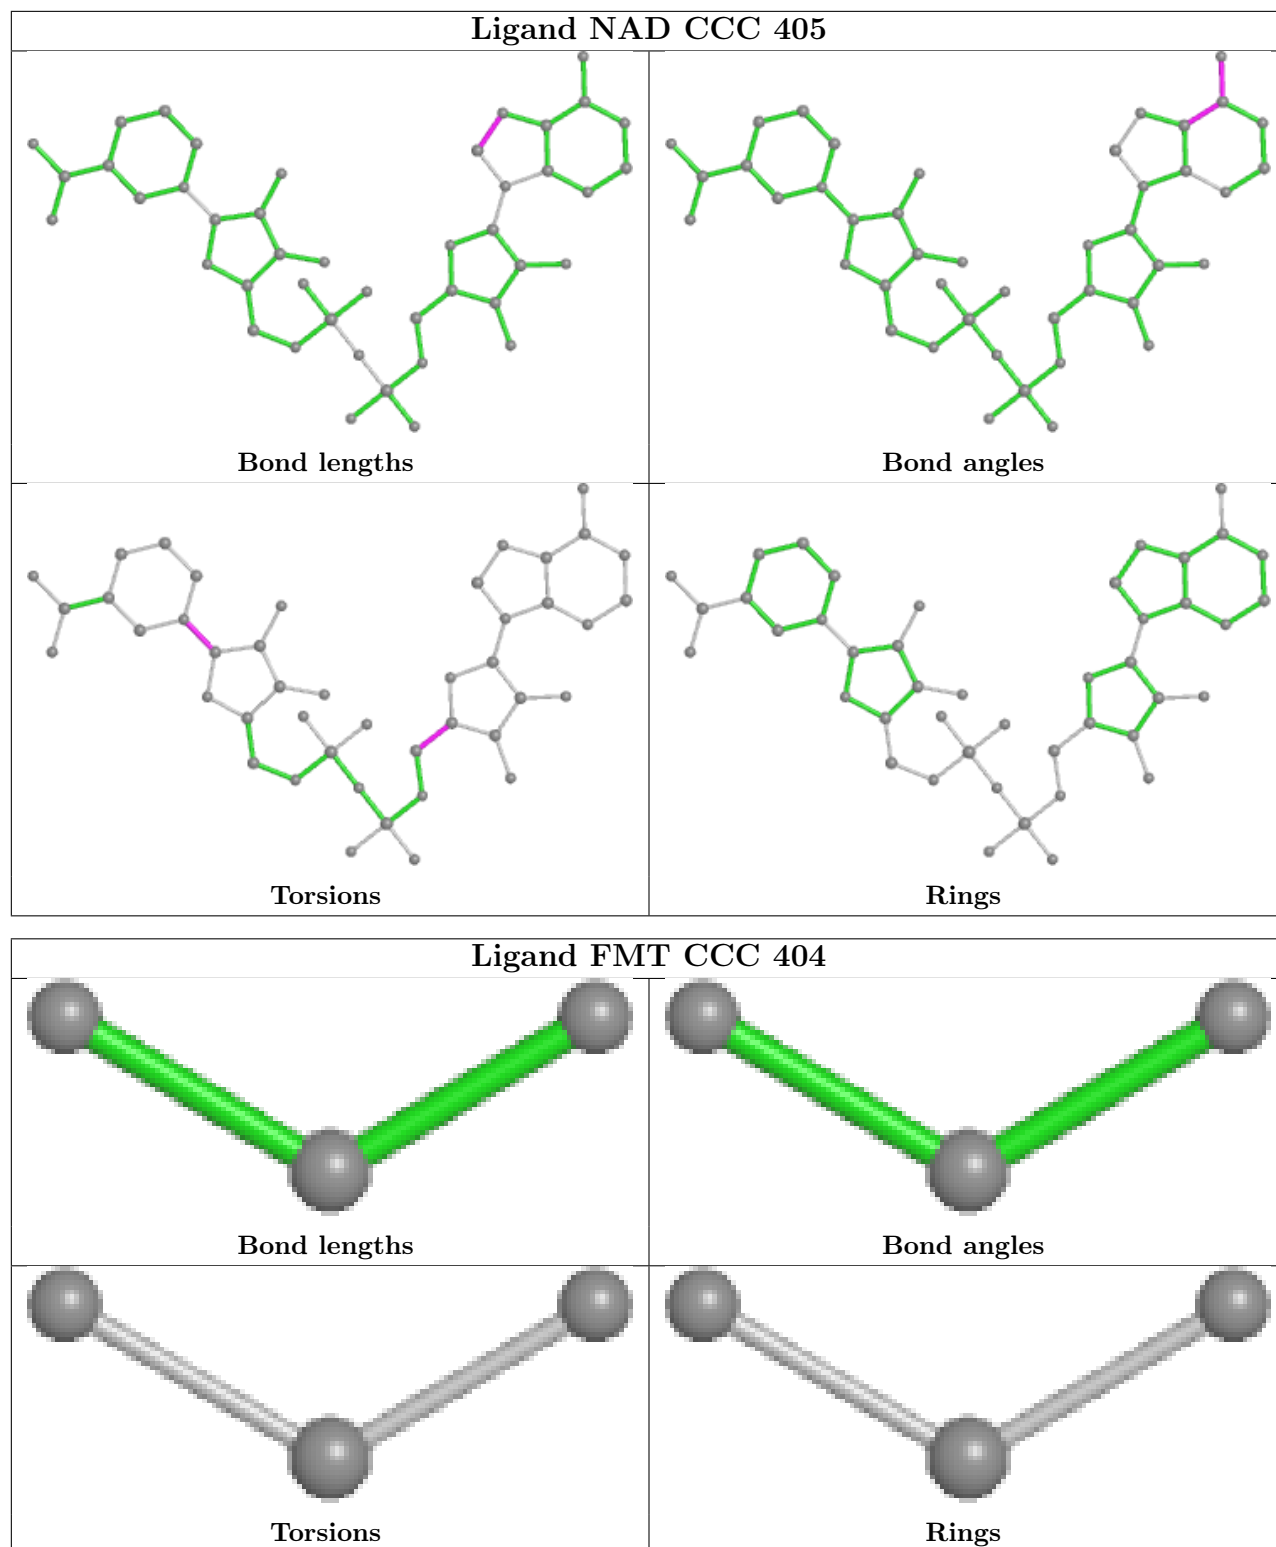 Ligand NAD CCC 405
Bond lengths
Bond angles
Torsions
Rings
Ligand FMT CCC 404
Bond lengths
Bond angles
Torsions
Rings